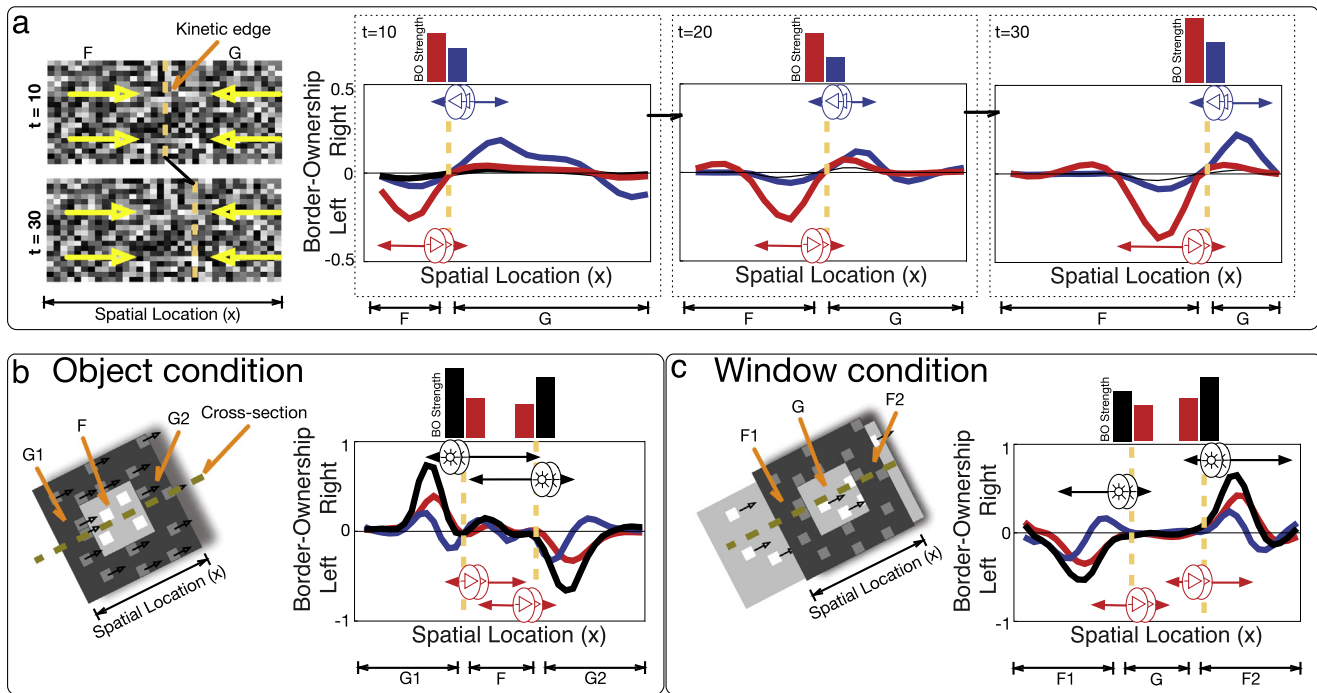 a
Kinetic edge
F
G
t = 10
t = 30
Spatial Location (x)
t=10
BO Strength
0.5
Right
0
Border-Ownership
Left
-0.5
Spatial Location (x)
F
G
t=20
BO Strength
Spatial Location (x)
F
G
t=30
BO Strength
Spatial Location (x)
F
G
b
Object condition
F
G2
Cross-section
G1
Spatial Location (x)
BO Strength
1
Right
0
Border-Ownership
Left
-1
Spatial Location (x)
G1
F
G2
c
Window condition
G
F2
F1
Spatial Location (x)
BO Strength
1
Right
0
Border-Ownership
Left
-1
Spatial Location (x)
F1
G
F2